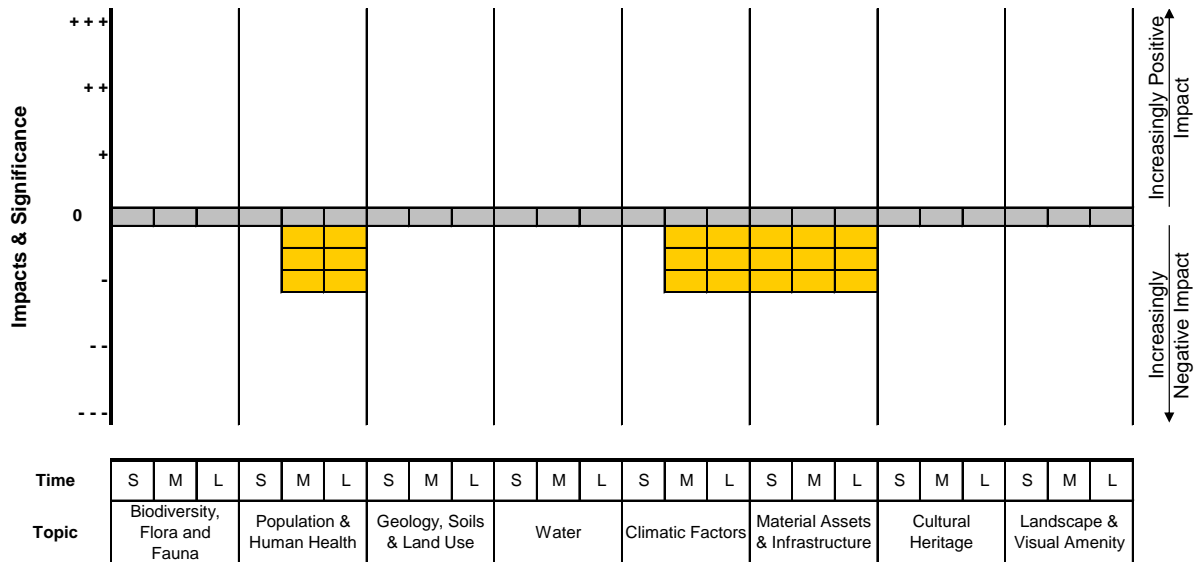 + + +
+ +
+
0
-
- -
- - -
Impacts & Significance
Increasingly Positive
Impact
Increasingly
Negative Impact
Time S M L S M L S M L S M L S M L S M L S M L S M L
Topic
Biodiversity,
Flora and
Fauna
Population &
Human Health
Geology, Soils
& Land Use
Water
Climatic Factors
Material Assets
& Infrastructure
Cultural
Heritage
Landscape &
Visual Amenity